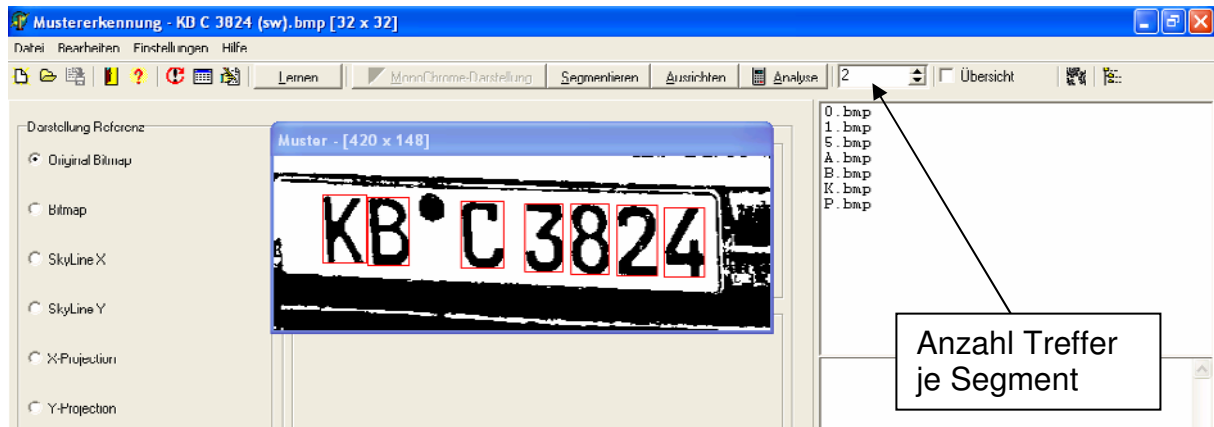 Mustererkennung - KB C 3824 (sw).bmp [32 x 32]
Datei Bearbeiten Einstellungen Hilfe
Lernen MonoChrome-Darstellung Segmentieren Ausrichten Analyse 2 Übersicht
Darstellung Referenz
Original Bitmap
Bitmap
SkyLine X
SkyLine Y
X-Projection
Y-Projection
Muster - [420 x 148]
KB C 3824
0.bmp
1.bmp
5.bmp
A.bmp
B.bmp
K.bmp
P.bmp
Anzahl Treffer
je Segment